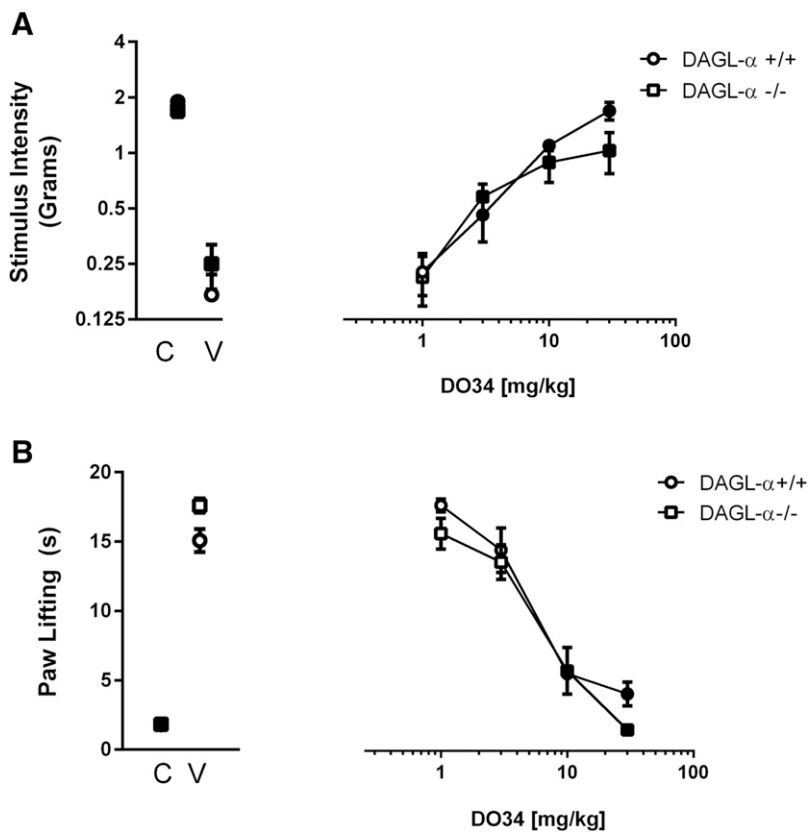 A
Stimulus Intensity
(Grams)
4
2
1
0.5
0.25
0.125
C V
1 10 100
DO34 [mg/kg]
DAGL-α +/+
DAGL-α -/-
B
Paw Lifting (s)
20
15
10
5
0
C V
1 10 100
DO34 [mg/kg]
DAGL-α+/+
DAGL-α-/-